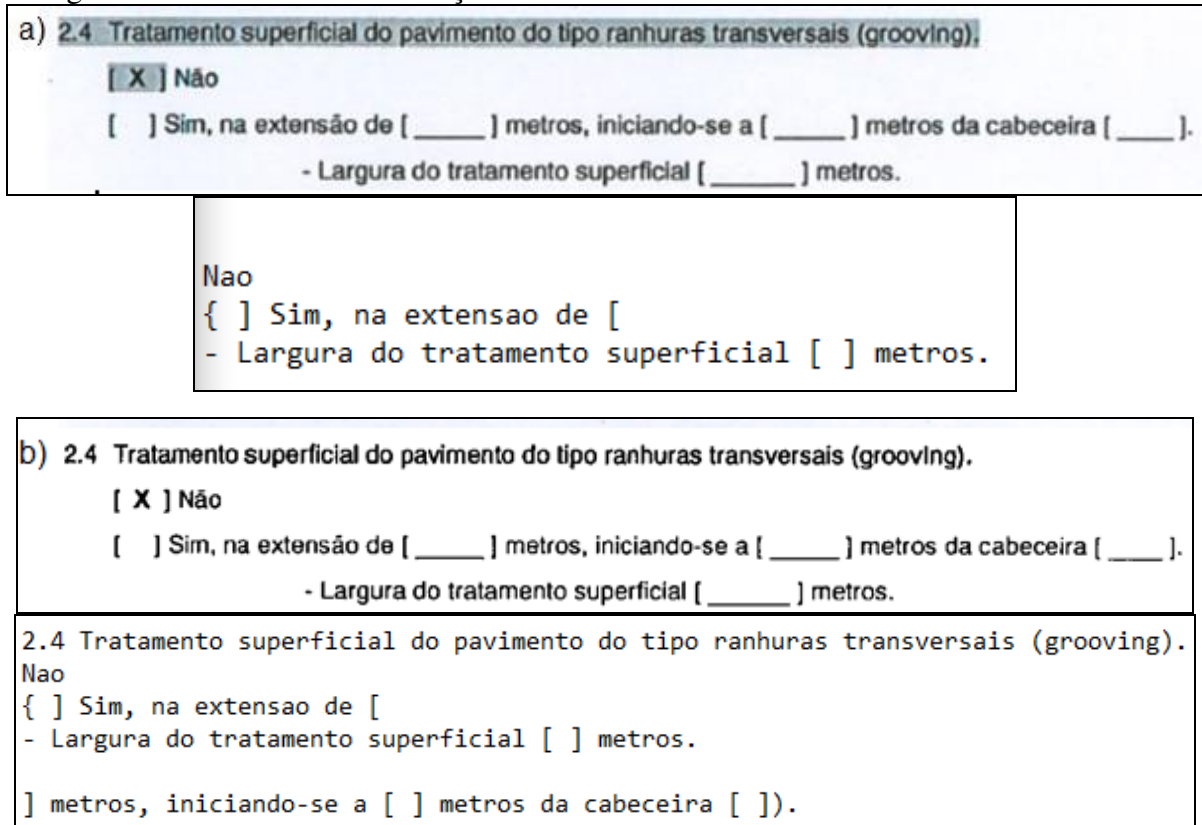 a) 2.4 Tratamento superficial do pavimento do tipo ranhuras transversais (grooving).
[ X ] Não
[ ] Sim, na extensão de [ _____ ] metros, iniciando-se a [ _____ ] metros da cabeceira [ ____ ].
- Largura do tratamento superficial [ ______ ] metros.
Nao
{ ] Sim, na extensao de [
- Largura do tratamento superficial [ ] metros.
b) 2.4 Tratamento superficial do pavimento do tipo ranhuras transversais (grooving).
[ X ] Não
[ ] Sim, na extensão de [ _____ ] metros, iniciando-se a [ _____ ] metros da cabeceira [ ____ ].
- Largura do tratamento superficial [ ______ ] metros.
2.4 Tratamento superficial do pavimento do tipo ranhuras transversais (grooving).
Nao
{ ] Sim, na extensao de [
- Largura do tratamento superficial [ ] metros.
] metros, iniciando-se a [ ] metros da cabeceira [ ]).